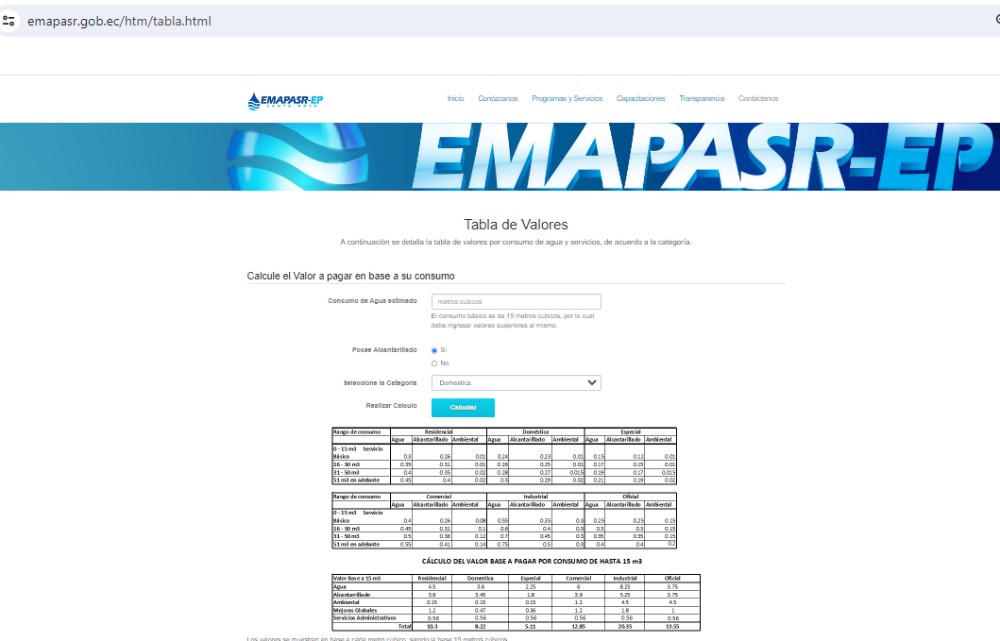 emapasr.gob.ec/htm/tabla.html
EMAPASR-EP
SANTA ROSA
Inicio Conózcanos Programas y Servicios Capacitaciones Transparencia Contáctenos
EMAPASR-EP
Tabla de Valores
A continuación se detalla la tabla de valores por consumo de agua y servicios, de acuerdo a la categoría.
Calcule el Valor a pagar en base a su consumo
Consumo de Agua estimado metros cubicos
El consumo básico es de 15 metros cubicos, por lo cual
debe ingresar valores superiores al mismo.
Posee Alcantarillado Si
No
Seleccione la Categoria Domestica
Realizar Calculo Calcular
Rango de consumo Residencial Doméstica Especial
Agua Alcantarillado Ambiental Agua Alcantarillado Ambiental Agua Alcantarillado Ambiental
0 - 15 m3 Servicio
Básico 0.3 0.26 0.01 0.24 0.23 0.01 0.15 0.12 0.01
16 - 30 m3 0.35 0.31 0.01 0.26 0.25 0.01 0.17 0.15 0.01
31 - 50 m3 0.4 0.35 0.02 0.28 0.27 0.015 0.19 0.17 0.015
51 m3 en adelante 0.45 0.4 0.02 0.3 0.29 0.02 0.21 0.19 0.02
Rango de consumo Comercial Industrial Oficial
Agua Alcantarillado Ambiental Agua Alcantarillado Ambiental Agua Alcantarillado Ambiental
0 - 15 m3 Servicio
Básico 0.4 0.26 0.08 0.55 0.35 0.3 0.25 0.25 0.15
16 - 30 m3 0.45 0.31 0.1 0.6 0.4 0.3 0.3 0.3 0.15
31 - 50 m3 0.5 0.36 0.12 0.7 0.45 0.3 0.35 0.35 0.15
51 m3 en adelante 0.55 0.41 0.14 0.75 0.5 0.3 0.4 0.4 0.2
CÁLCULO DEL VALOR BASE A PAGAR POR CONSUMO DE HASTA 15 m3
Valor Base a 15 m3 Residencial Domestica Especial Comercial Industrial Oficial
Agua 4.5 3.6 2.25 6 8.25 3.75
Alcantarrillado 3.9 3.45 1.8 3.9 5.25 3.75
Ambiental 0.15 0.15 0.15 1.2 4.5 4.5
Mejoras Globales 1.2 0.47 0.36 1.2 1.8 1
Servicios Administrativos 0.56 0.56 0.56 0.56 0.56 0.56
Total 10.3 8.22 5.11 12.85 20.35 13.55
Los valores se muestran en base a cada metro cúbico, siendo la base 15 metros cúbicos.